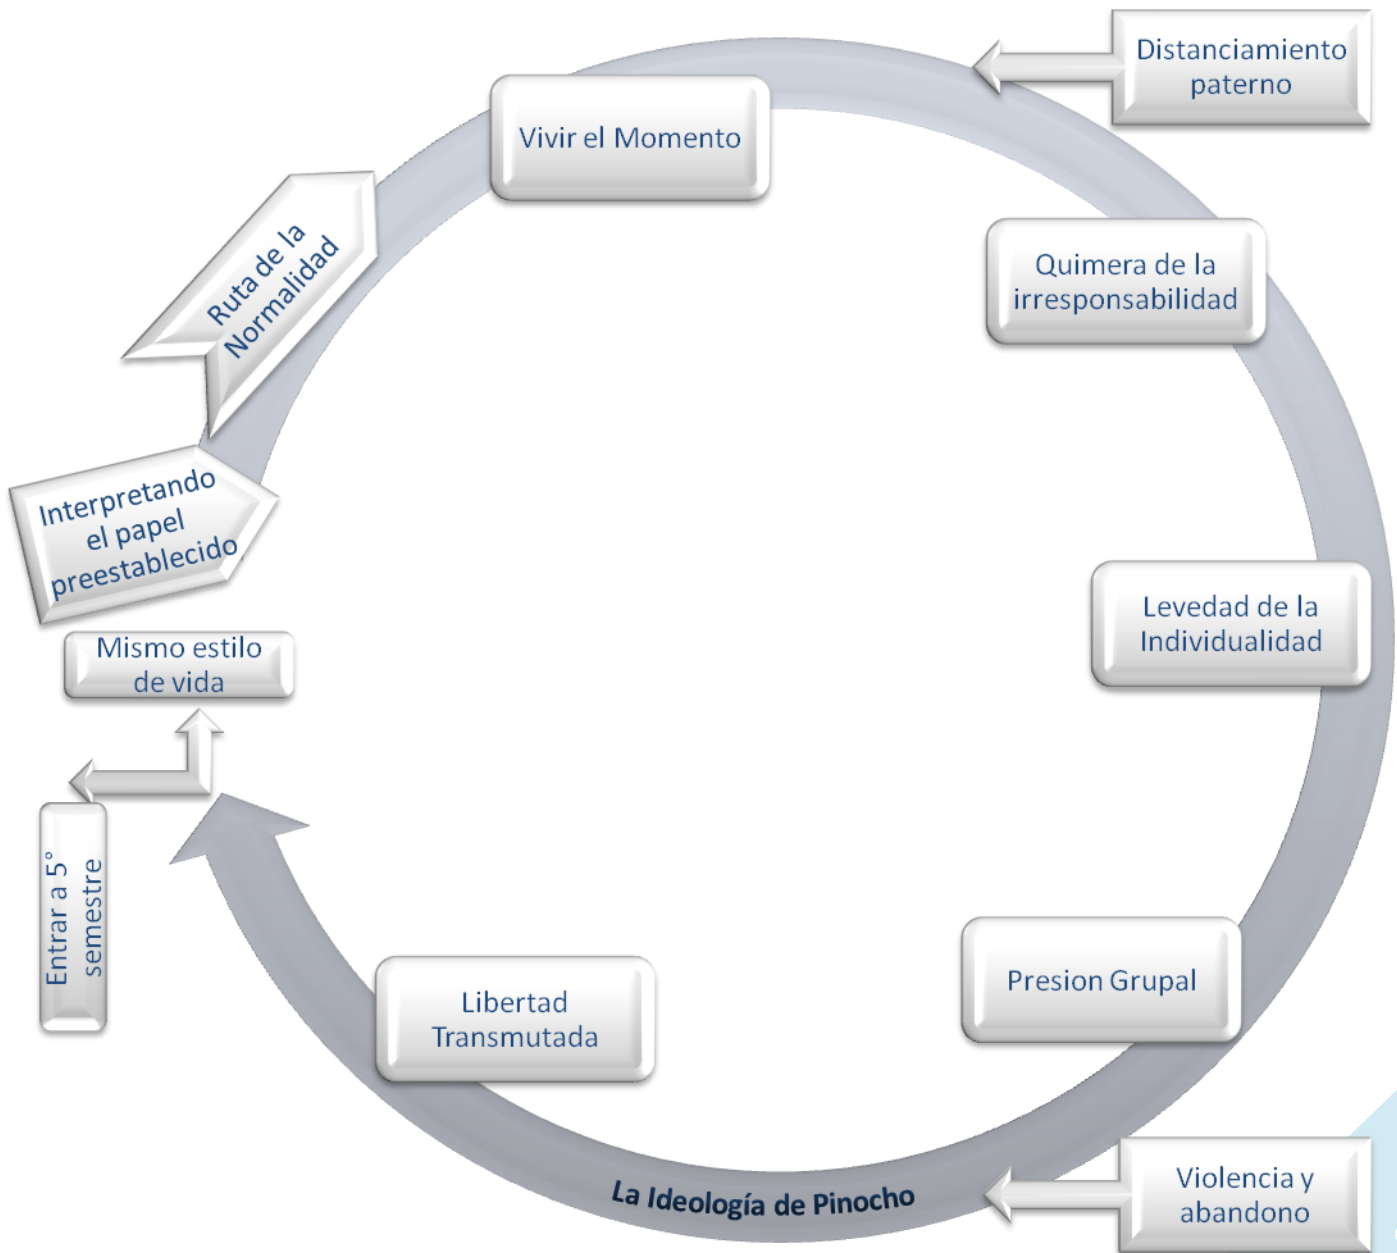 Distanciamiento
paterno
Vivir el Momento
Ruta de la
Normalidad
Quimera de la
irresponsabilidad
Interpretando
el papel
preestablecido
Levedad de la
Individualidad
Mismo estilo
de vida
Entrar a 5°
semestre
Presion Grupal
Libertad
Transmutada
La Ideología de Pinocho
Violencia y
abandono